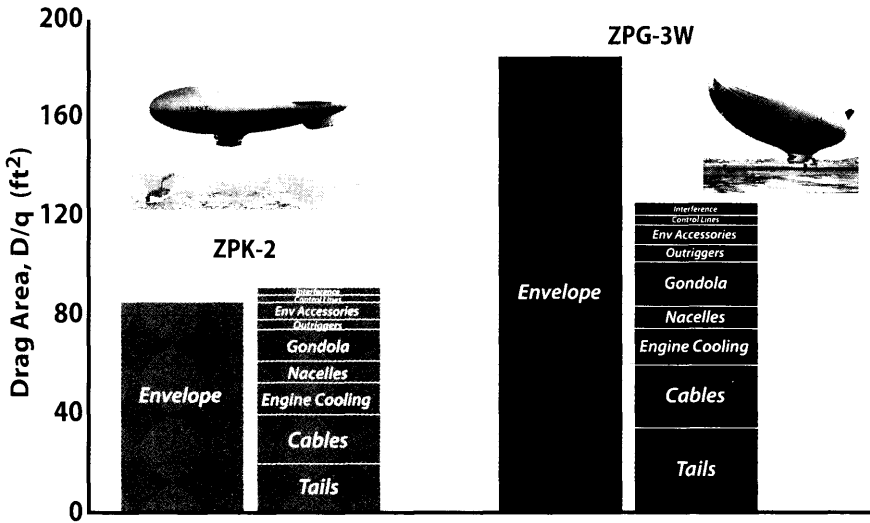 200
160
120
80
40
0
Drag Area, D/q (ft²)
ZPK-2
Envelope
Interference
Control Lines
Env Accessories
Outriggers
Gondola
Nacelles
Engine Cooling
Cables
Tails
ZPG-3W
Envelope
Interference
Control Lines
Env Accessories
Outriggers
Gondola
Nacelles
Engine Cooling
Cables
Tails